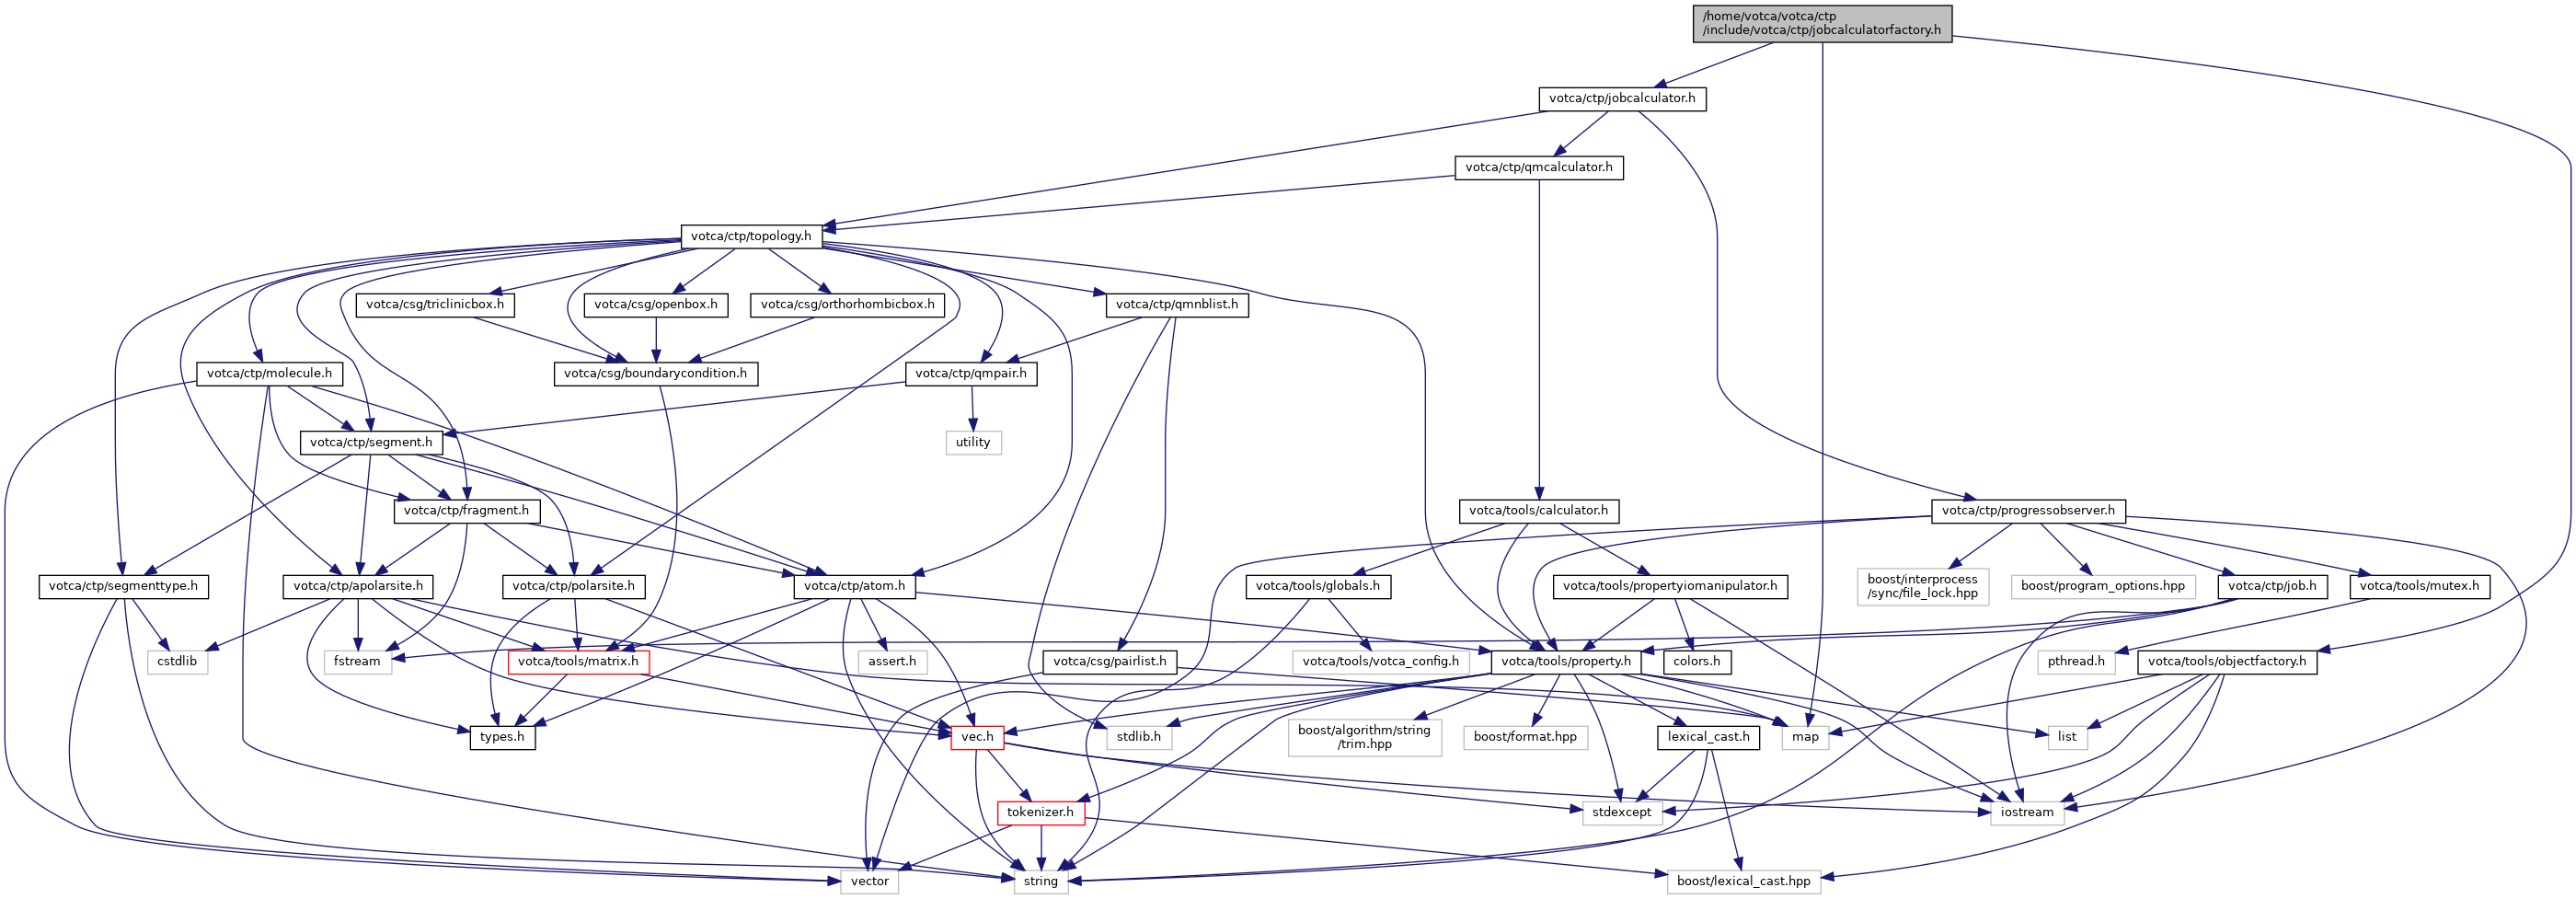 /home/votca/votca/ctp
/include/votca/ctp/jobcalculatorfactory.h
votca/ctp/jobcalculator.h
votca/ctp/qmcalculator.h
votca/ctp/topology.h
votca/csg/triclinicbox.h
votca/csg/openbox.h
votca/csg/orthorhombicbox.h
votca/ctp/qmnblist.h
votca/ctp/molecule.h
votca/csg/boundarycondition.h
votca/ctp/qmpair.h
votca/ctp/segment.h
utility
votca/ctp/fragment.h
votca/tools/calculator.h
votca/ctp/progressobserver.h
votca/ctp/segmenttype.h
votca/ctp/apolarsite.h
votca/ctp/polarsite.h
votca/ctp/atom.h
votca/tools/globals.h
votca/tools/propertyiomanipulator.h
boost/interprocess
/sync/file_lock.hpp
boost/program_options.hpp
votca/ctp/job.h
votca/tools/mutex.h
cstdlib
fstream
votca/tools/matrix.h
assert.h
votca/csg/pairlist.h
votca/tools/votca_config.h
votca/tools/property.h
colors.h
pthread.h
votca/tools/objectfactory.h
types.h
vec.h
stdlib.h
boost/algorithm/string
/trim.hpp
boost/format.hpp
lexical_cast.h
map
list
tokenizer.h
stdexcept
iostream
vector
string
boost/lexical_cast.hpp